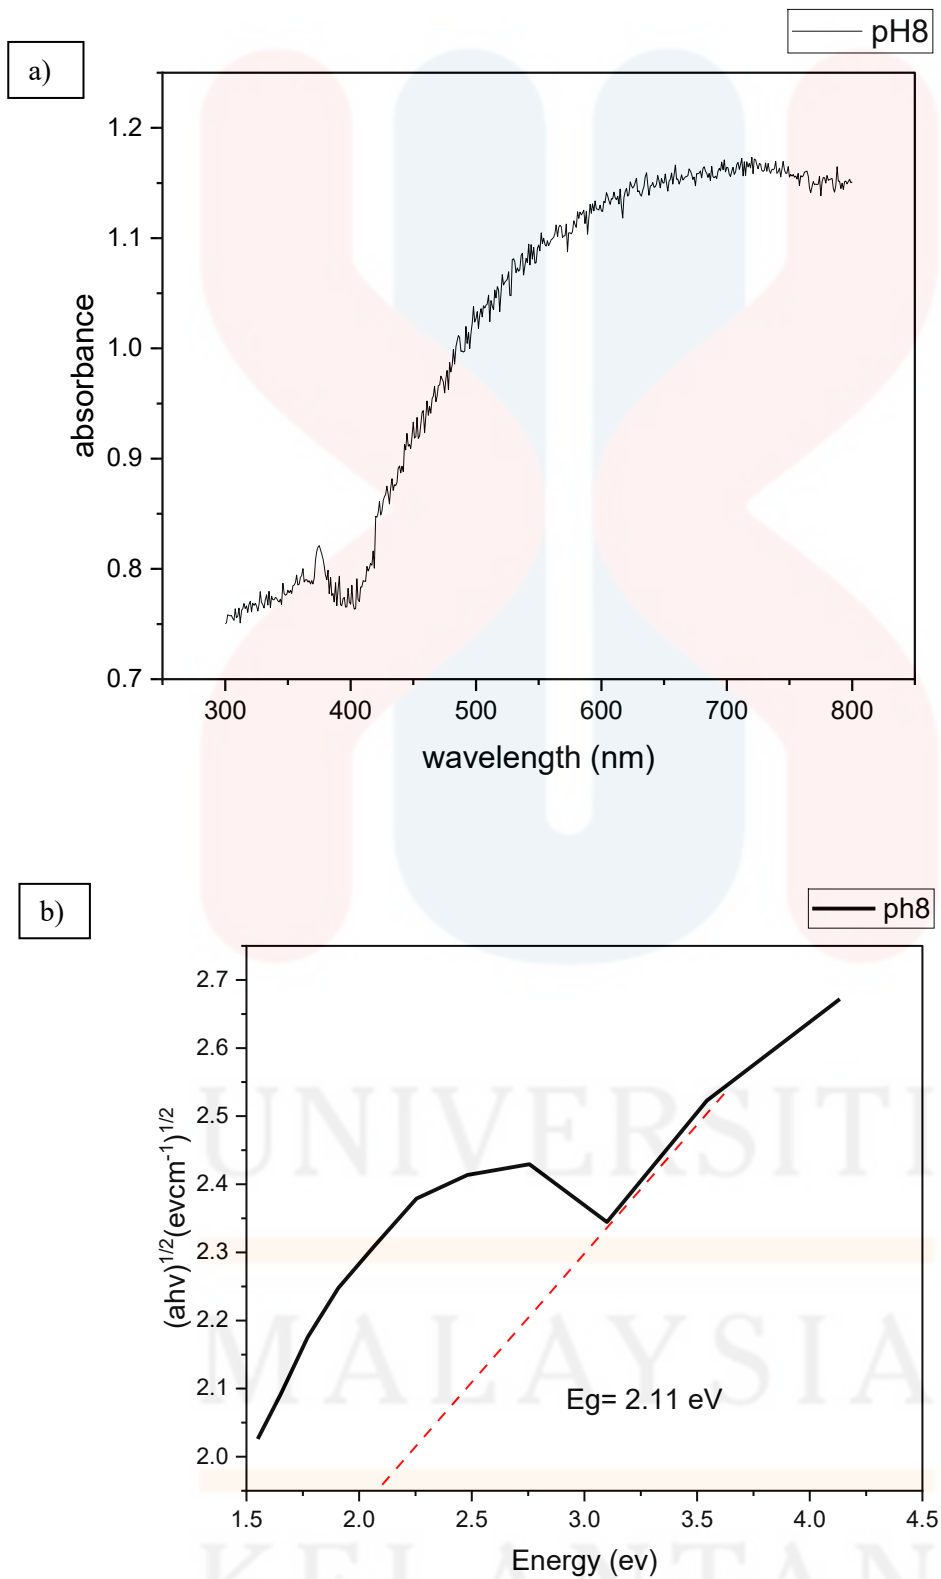 pH8
a)
1.2
1.1
1.0
0.9
0.8
0.7
absorbance
300 400 500 600 700 800
wavelength (nm)
b)
ph8
2.7
2.6
2.5
2.4
2.3
2.2
2.1
2.0
(ahv)^1/2(evcm^-1)^1/2
Eg= 2.11 eV
1.5 2.0 2.5 3.0 3.5 4.0 4.5
Energy (ev)
UNIVERSITI
MALAYSIA
KELANTAN